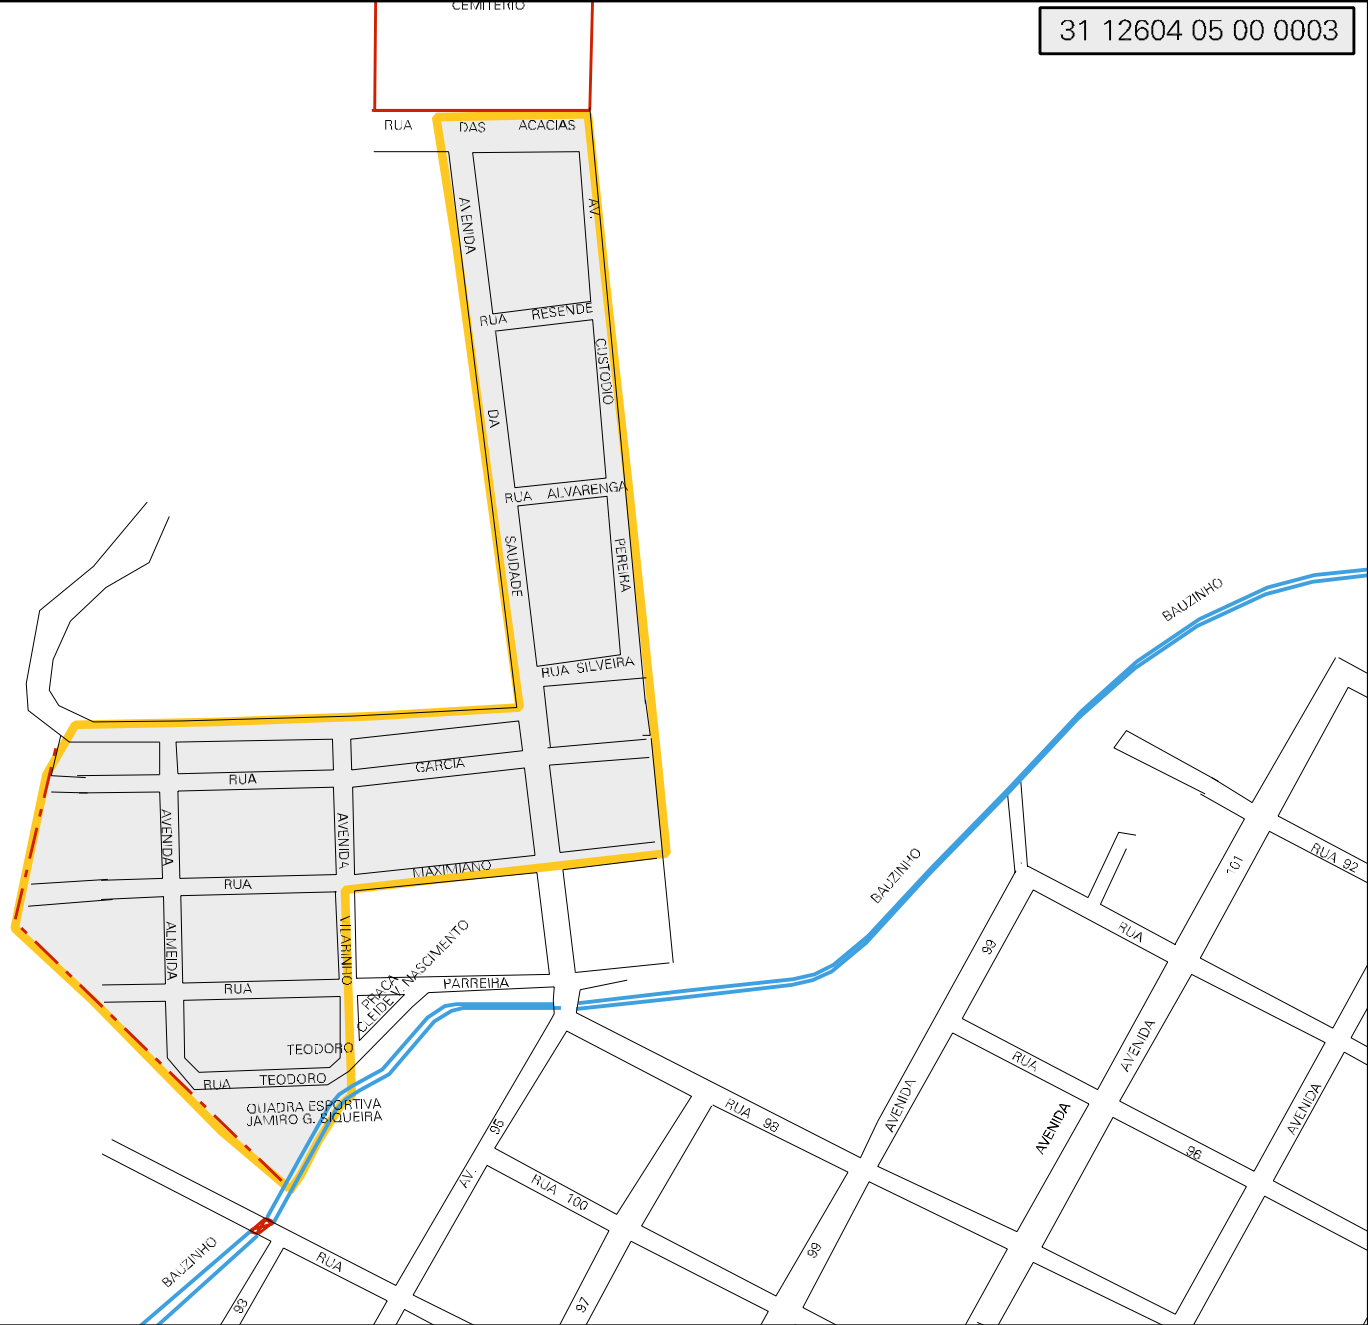 CEMITERIO
31 12604 05 00 0003
RUA DAS ACACIAS
AVENIDA DA SAUDADE
AV. CUSTODIO PEREIRA
RUA RESENDE
RUA ALVARENGA
RUA SILVEIRA
BAUZINHO
RUA GARCIA
AVENIDA ALMEIDA
AVENIDA VILARINHO
RUA MAXIMIANO
BAUZINHO
101
RUA 92
RUA
99
RUA PARREIRA
PRAÇA
CLEIDE V. NASCIMENTO
TEODORO
RUA TEODORO
QUADRA ESPORTIVA
JAMIRO G. SIQUEIRA
RUA
AVENIDA
AVENIDA
AVENIDA
AVENIDA
RUA 98
95
AV.
96
RUA 100
99
BAUZINHO
RUA
93
97